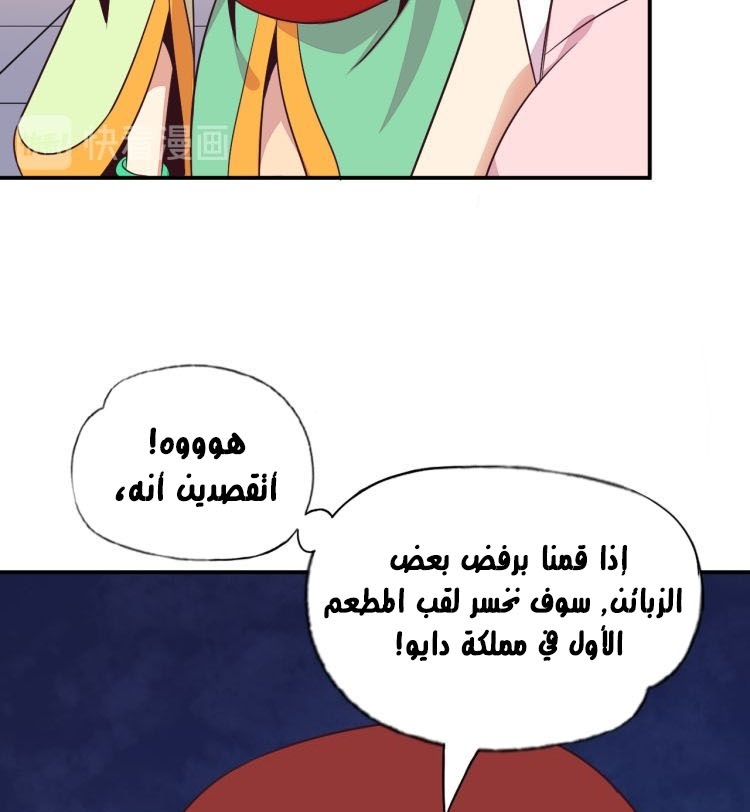 快看漫画
هوووه!
أتقصدين أنه،
إذا قمنا برفض بعض
الزبائن, سوف نخسر لقب المطعم
الأول في مملكة دايو!